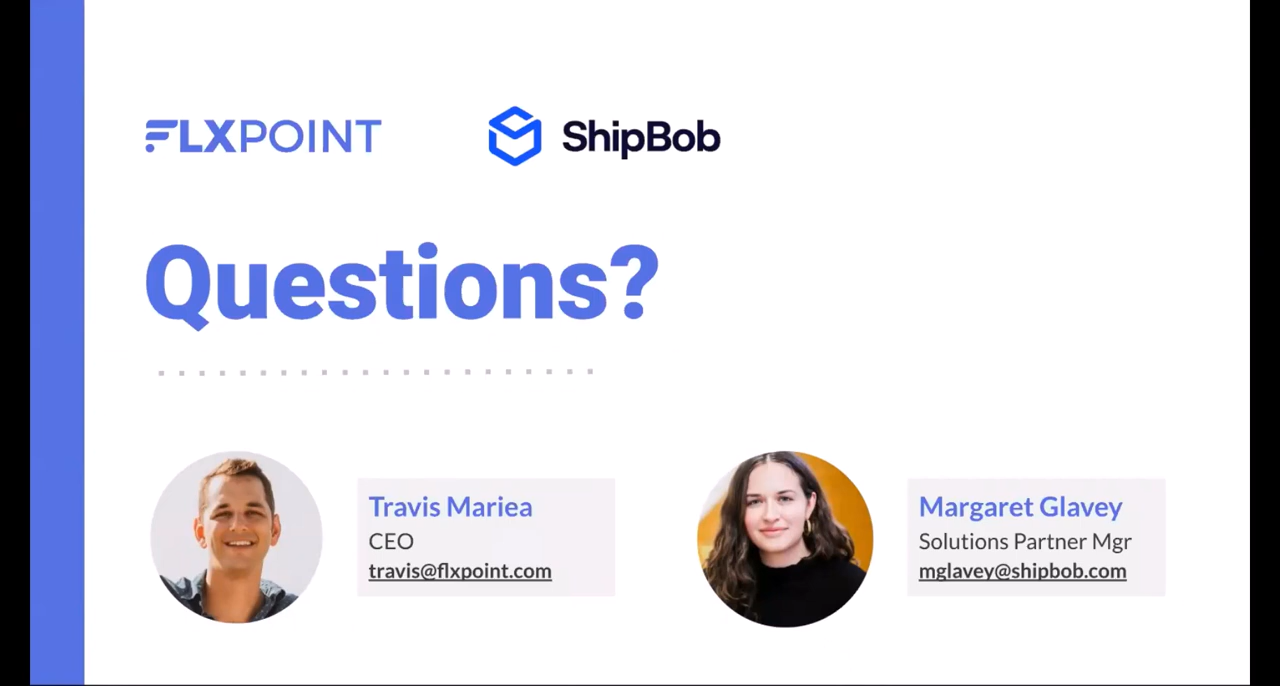 FLXPOINT
ShipBob
Questions?
Travis Mariea
CEO
travis@flxpoint.com
Margaret Glavey
Solutions Partner Mgr
mglavey@shipbob.com